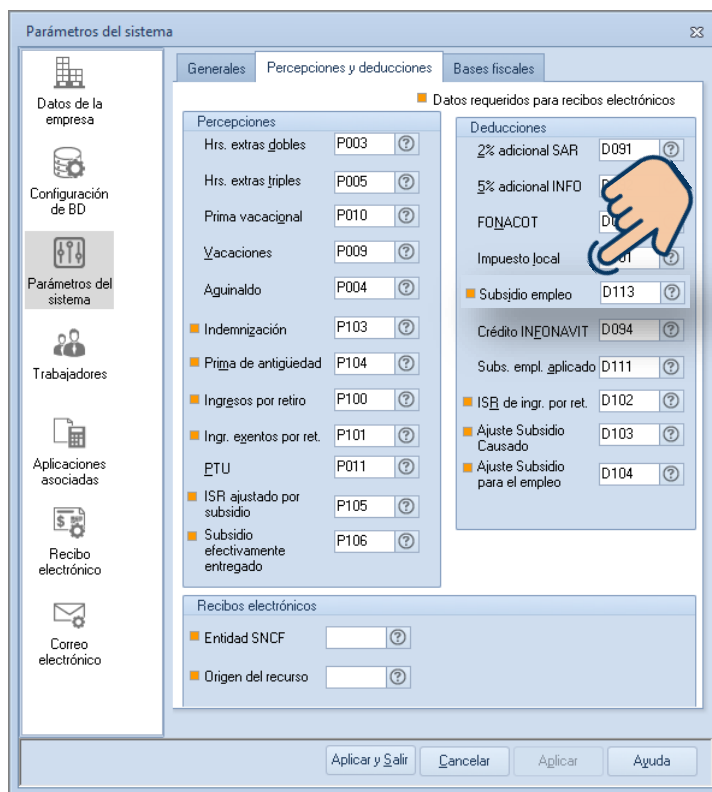 Parámetros del sistema
Datos de la
empresa
Configuración
de BD
Parámetros del
sistema
Trabajadores
Aplicaciones
asociadas
Recibo
electrónico
Correo
electrónico
Generales
Percepciones y deducciones
Bases fiscales
Datos requeridos para recibos electrónicos
Percepciones
Hrs. extras dobles P003
Hrs. extras triples P005
Prima vacacional P010
Vacaciones P009
Aguinaldo P004
Indemnización P103
Prima de antigüedad P104
Ingresos por retiro P100
Ingr. exentos por ret. P101
PTU P011
ISR ajustado por
subsidio P105
Subsidio
efectivamente
entregado P106
Deducciones
2% adicional SAR D091
5% adicional INFO
FONACOT
Impuesto local
Subsidio empleo D113
Crédito INFONAVIT D094
Subs. empl. aplicado D111
ISR de ingr. por ret. D102
Ajuste Subsidio
Causado D103
Ajuste Subsidio
para el empleo D104
Recibos electrónicos
Entidad SNCF
Origen del recurso
Aplicar y Salir
Cancelar
Aplicar
Ayuda